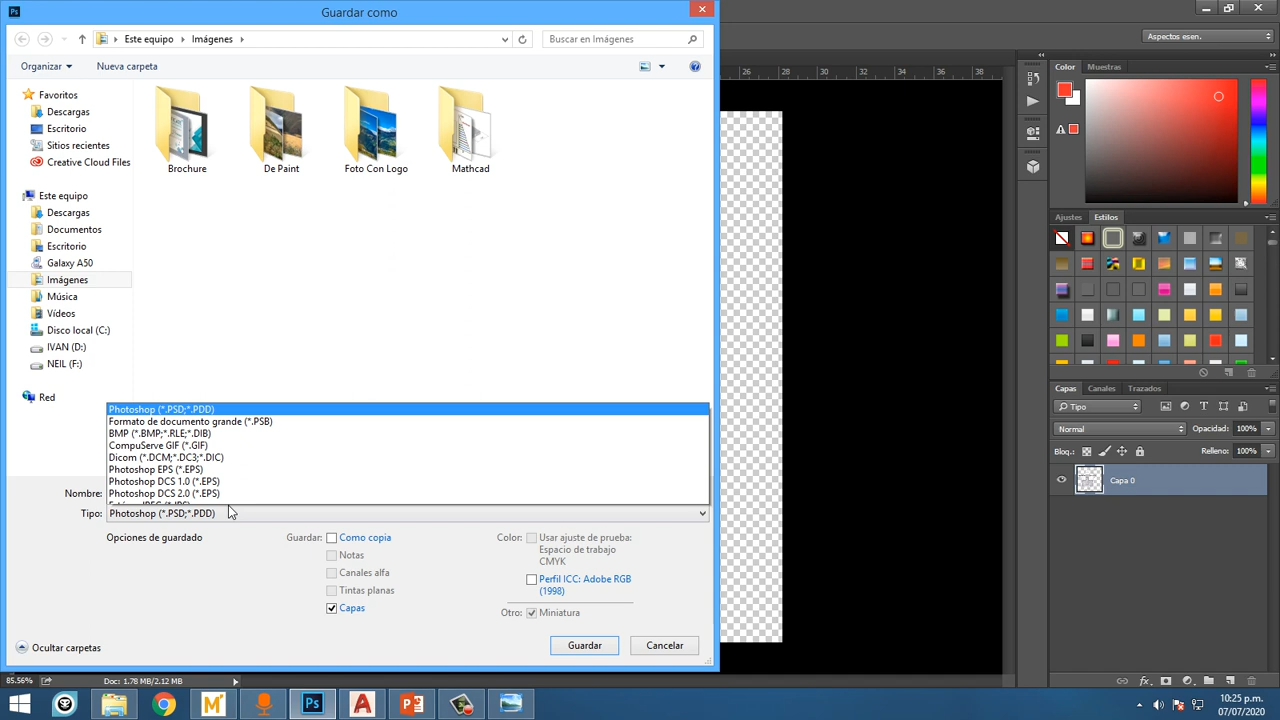 Ps
Guardar como
Este equipo
Imágenes
Buscar en Imágenes
Organizar
Nueva carpeta
Favoritos
Descargas
Escritorio
Sitios recientes
Creative Cloud Files
Este equipo
Descargas
Documentos
Escritorio
Galaxy A50
Imágenes
Música
Vídeos
Disco local (C:)
IVAN (D:)
NEIL (F:)
Red
Brochure
De Paint
Foto Con Logo
Mathcad
Photoshop (*.PSD;*.PDD)
Formato de documento grande (*.PSB)
BMP (*.BMP;*.RLE;*.DIB)
CompuServe GIF (*.GIF)
Dicom (*.DCM;*.DC3;*.DIC)
Photoshop EPS (*.EPS)
Photoshop DCS 1.0 (*.EPS)
Photoshop DCS 2.0 (*.EPS)
Nombre:
Tipo: Photoshop (*.PSD;*.PDD)
Opciones de guardado
Guardar: Como copia
Notas
Canales alfa
Tintas planas
Capas
Color: Usar ajuste de prueba:
Espacio de trabajo
CMYK
Perfil ICC: Adobe RGB
(1998)
Otro: Miniatura
Ocultar carpetas
Guardar
Cancelar
26 28 30 32 34 36 38
Aspectos esen.
Color Muestras
Ajustes Estilos
Capas Canales Trazados
Tipo
Normal Opacidad: 100%
Bloq.: Relleno: 100%
Capa 0
fx
85.56% Doc: 1.78 MB/2.12 MB
Ps
10:25 p.m.
07/07/2020